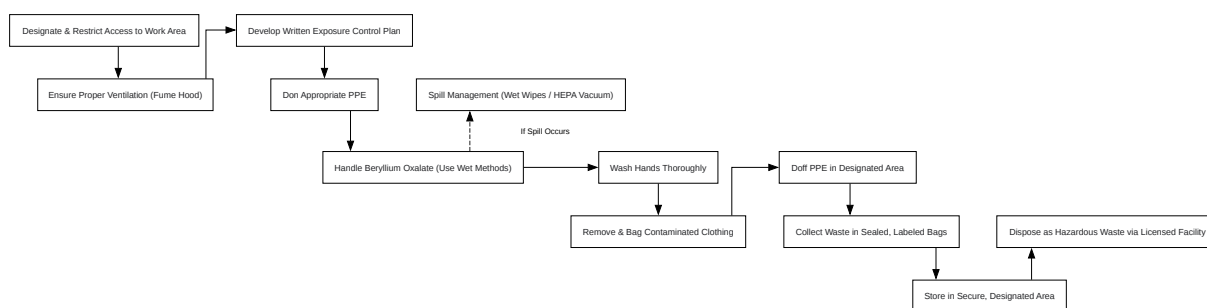 Designate & Restrict Access to Work Area
Develop Written Exposure Control Plan
Ensure Proper Ventilation (Fume Hood)
Don Appropriate PPE
Spill Management (Wet Wipes / HEPA Vacuum)
If Spill Occurs
Handle Beryllium Oxalate (Use Wet Methods)
Wash Hands Thoroughly
Doff PPE in Designated Area
Remove & Bag Contaminated Clothing
Collect Waste in Sealed, Labeled Bags
Dispose as Hazardous Waste via Licensed Facility
Store in Secure, Designated Area